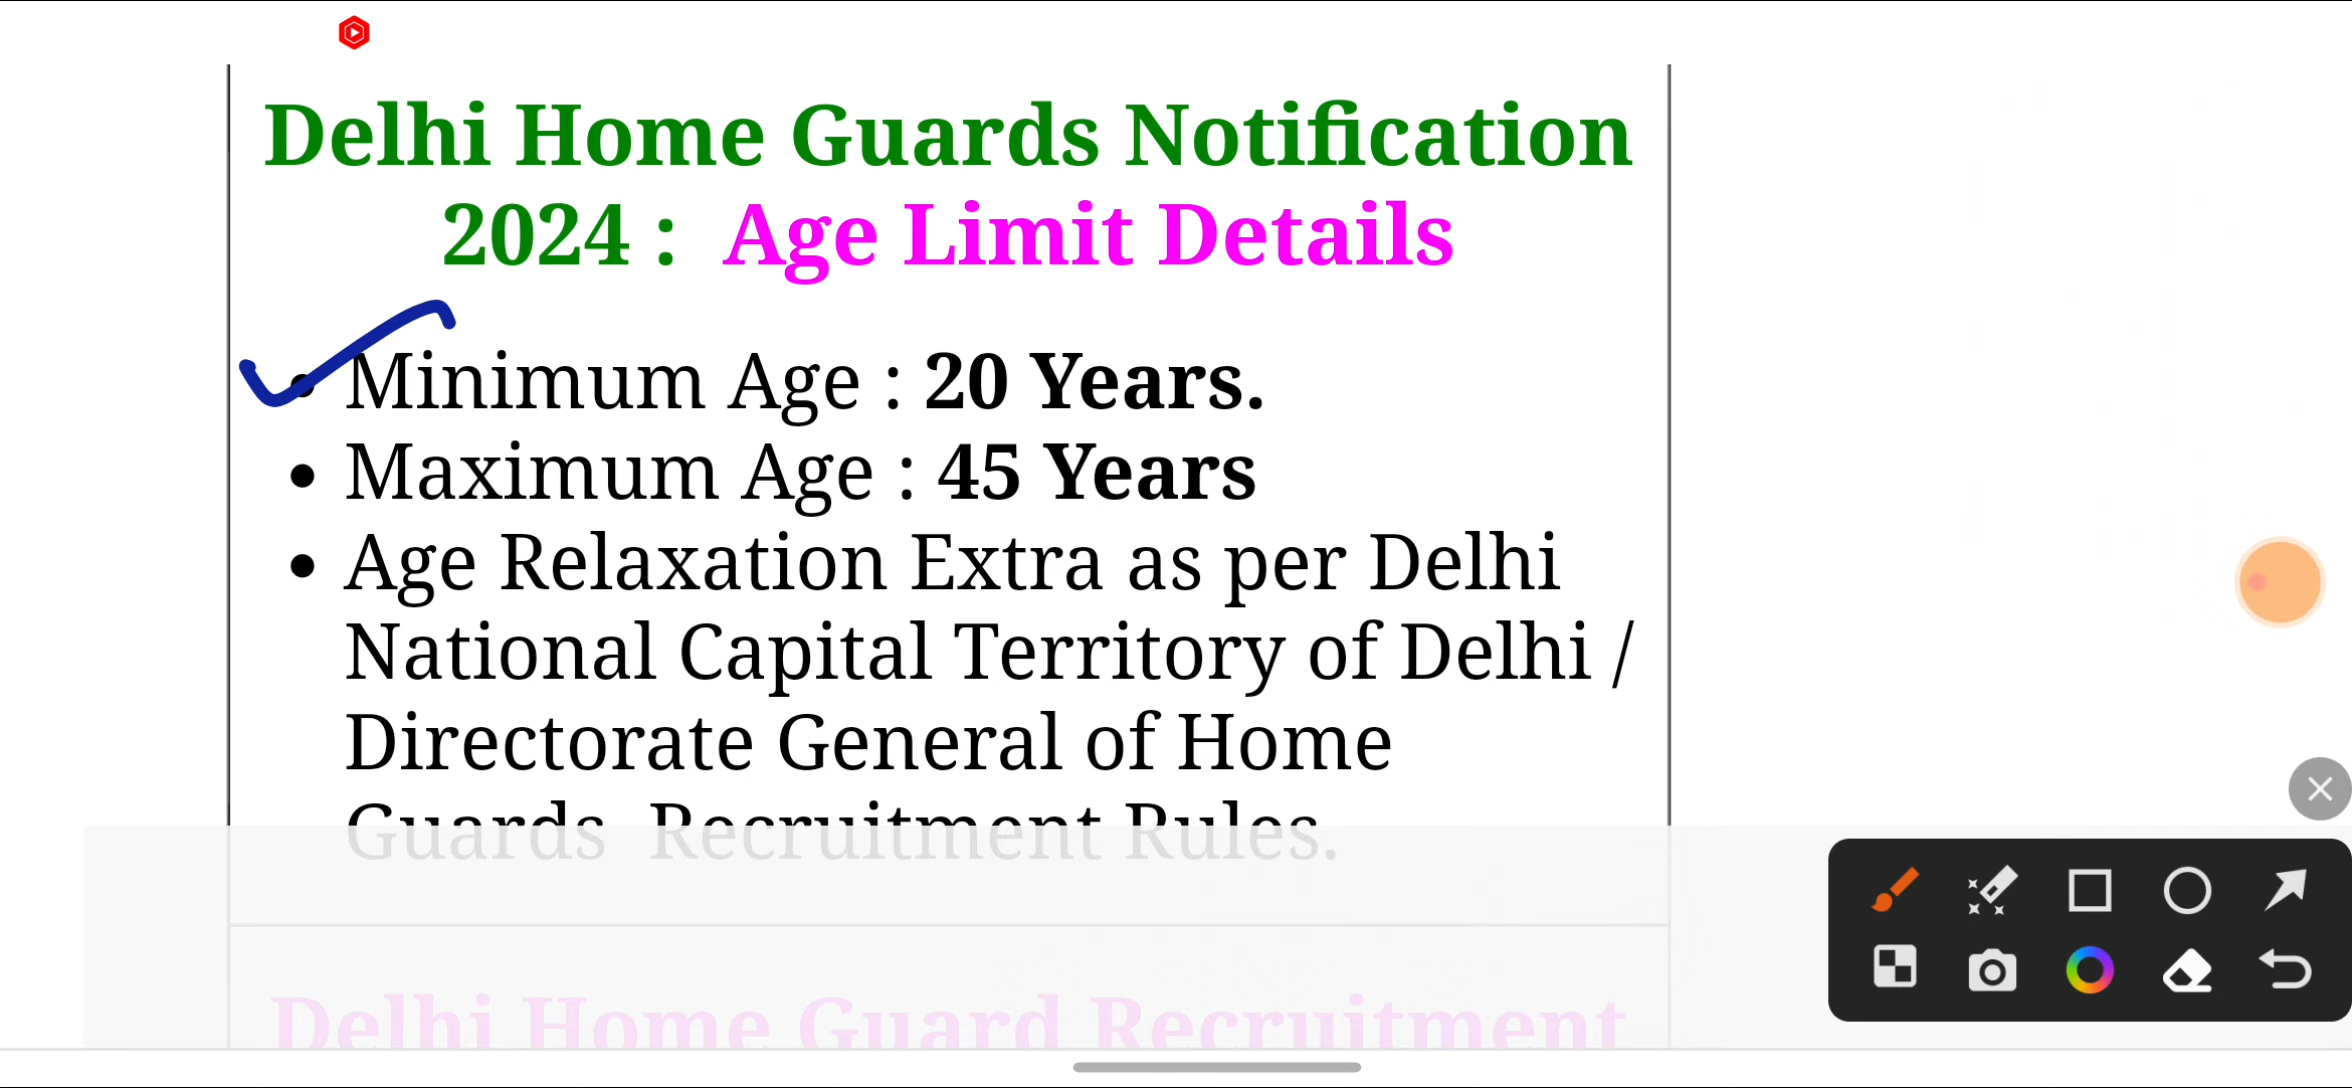 Delhi Home Guards Notification
2024 : Age Limit Details
• Minimum Age : 20 Years.
• Maximum Age : 45 Years
• Age Relaxation Extra as per Delhi
National Capital Territory of Delhi /
Directorate General of Home
Guards Recruitment Rules.
Delhi Home Guard Recruitment